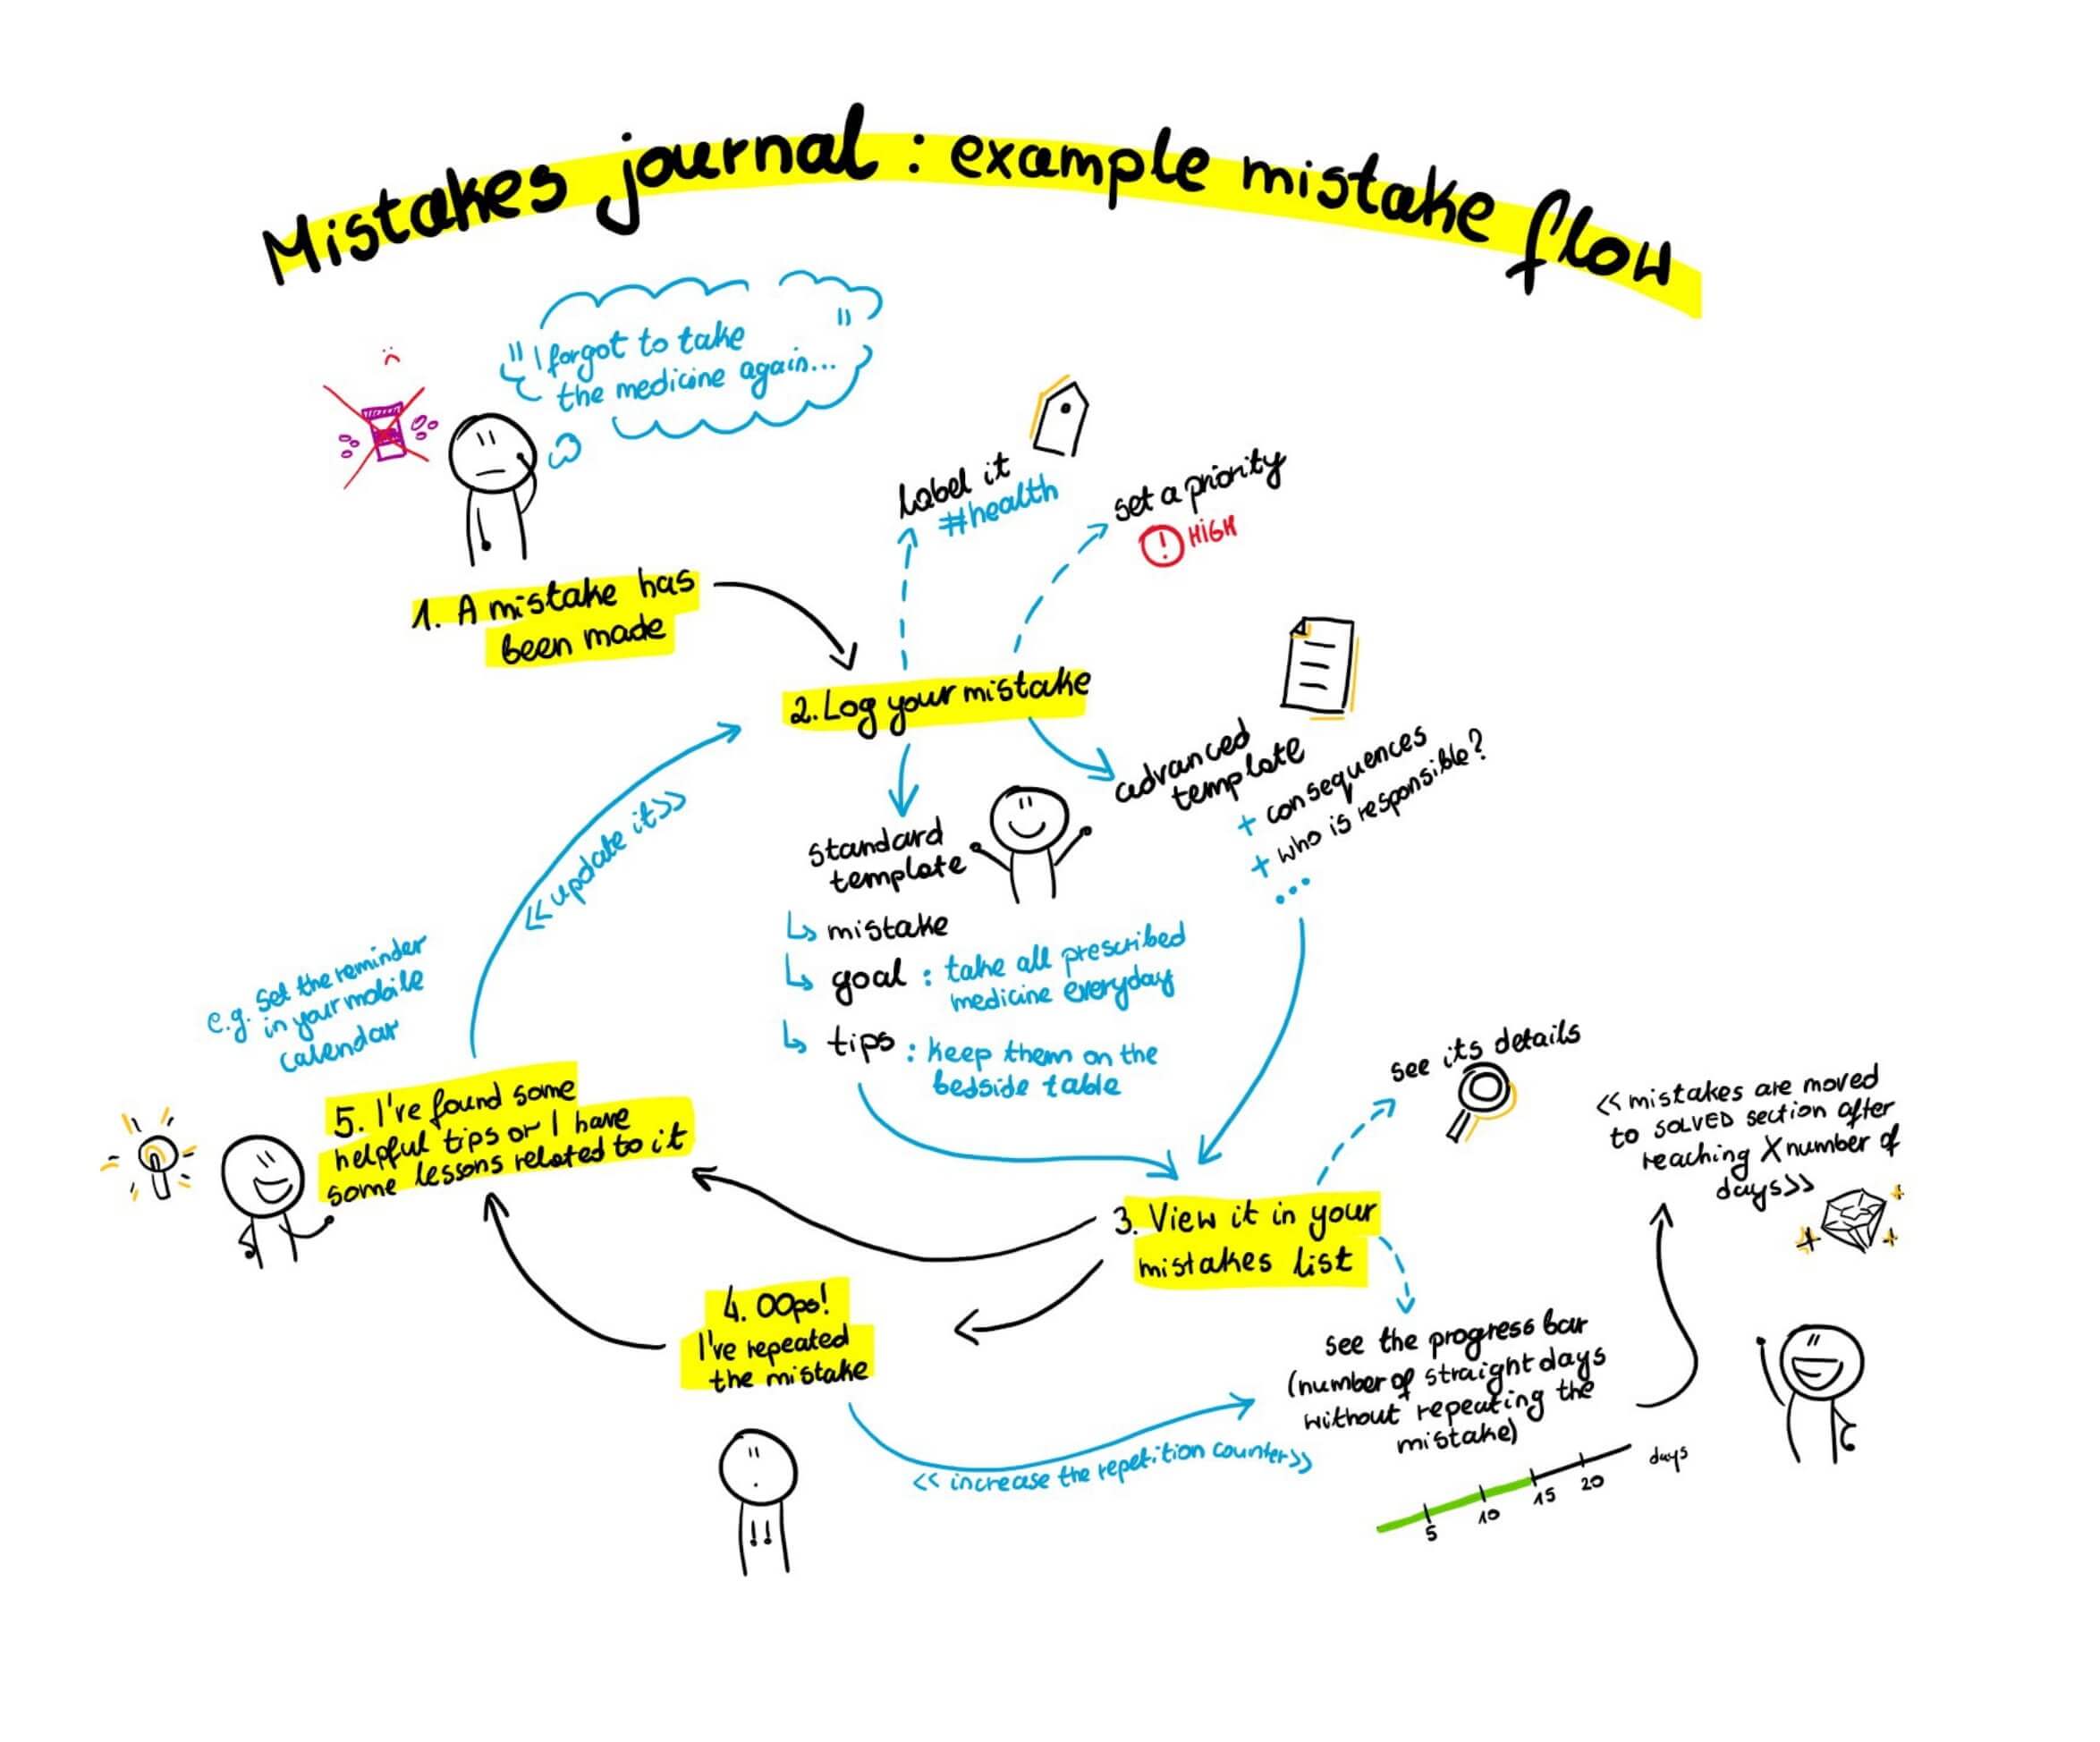 Mistakes journal : example mistake flow
" I forgot to take "
the medicine again...
1. A mistake has
been made
label it
#health
set a priority
! HIGH
2. Log your mistake
advanced
template
+ consequences
+ who is responsible?
...
standard
template
↳ mistake
↳ goal : take all prescribed
medicine everyday
↳ tips : keep them on the
bedside table
<<update it>>
e.g. Set the reminder
in your mobile
calendar
5. I've found some
helpful tips or I have
some lessons related to it
3. View it in your
mistakes list
see its details
<<mistakes are moved
to SOLVED section after
reaching X number of
days>>
4. OOps!
I've repeated
the mistake
see the progress bar
(number of straight days
without repeating the
mistake)
<< increase the repetition counter>>
5 10 15 20 days